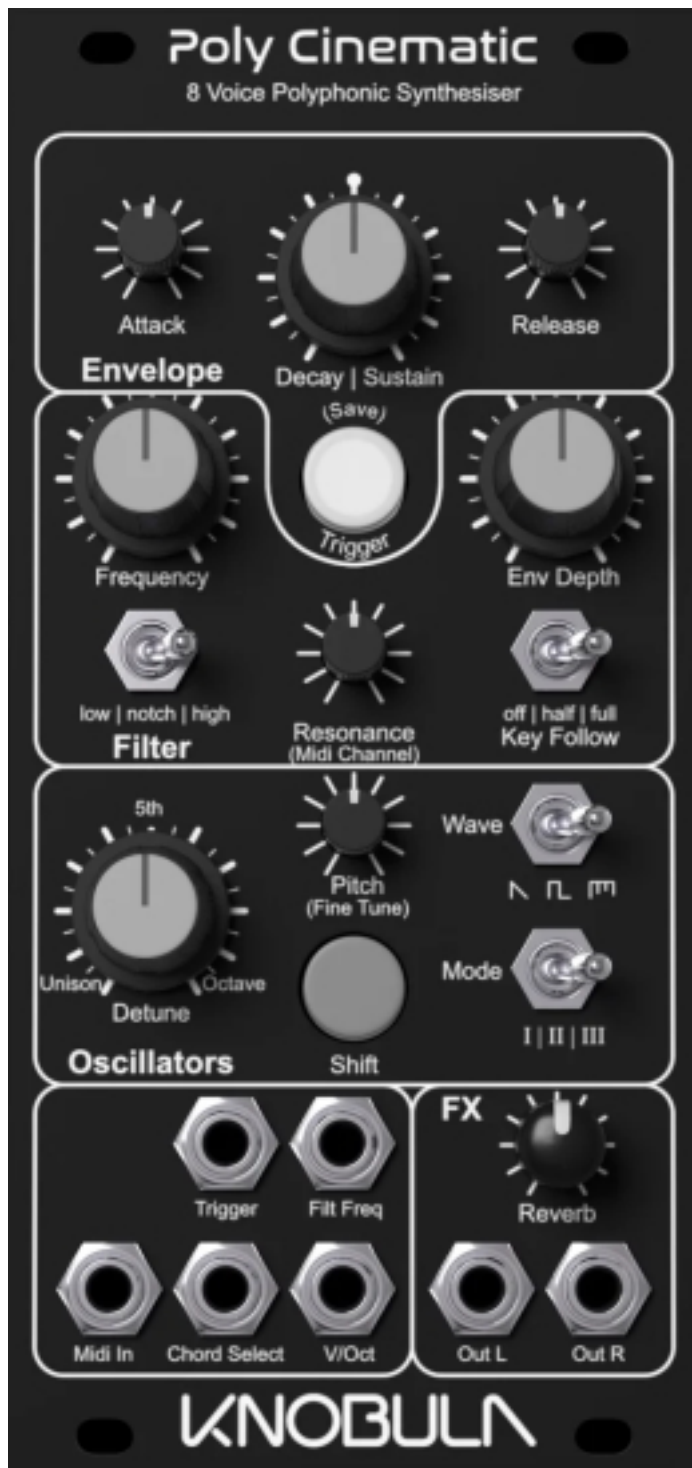 Poly Cinematic
8 Voice Polyphonic Synthesiser
Attack
Release
Decay | Sustain
Envelope
(Save)
Trigger
Frequency
Env Depth
low | notch | high
Filter
Resonance
(Midi Channel)
off | half | full
Key Follow
5th
Unison
Octave
Detune
Oscillators
Pitch
(Fine Tune)
Shift
Wave
Mode
I | II | III
Trigger
Filt Freq
Midi In
Chord Select
V/Oct
FX
Reverb
Out L
Out R
KNOBULA